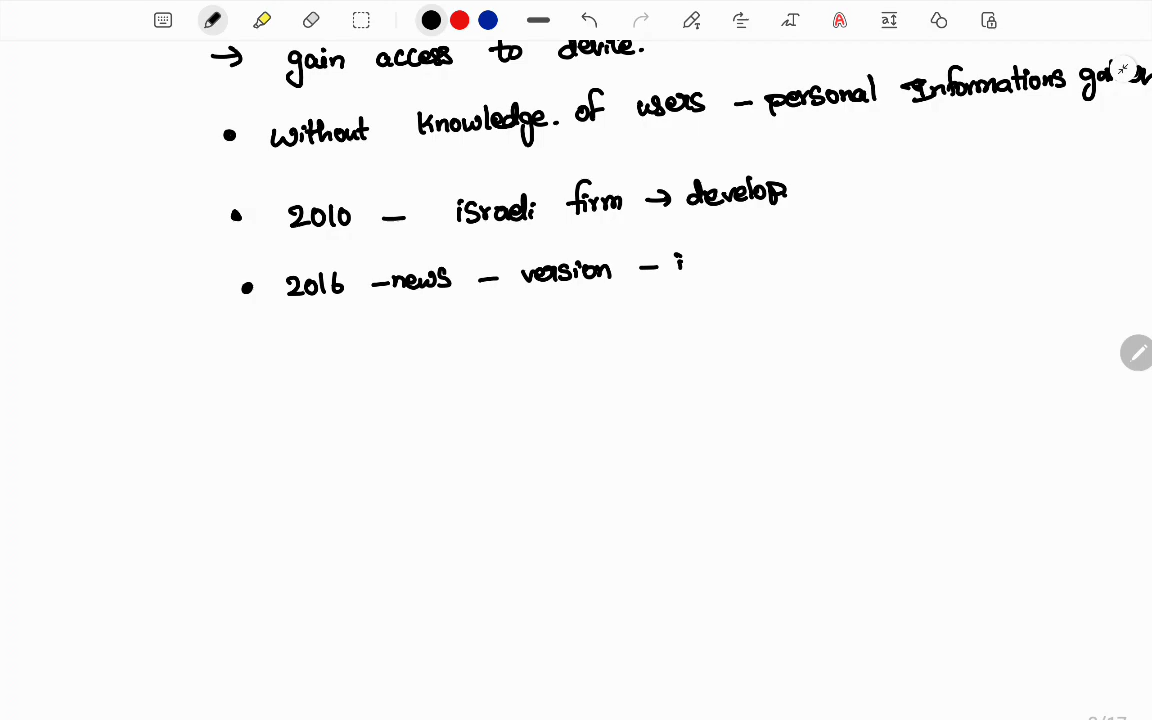 → gain access to device.
• without knowledge. of users - personal Informations
• 2010 - israeli firm → develop
• 2016 - news - version - i